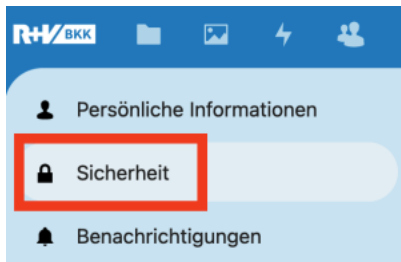 R+V BKK
Persönliche Informationen
Sicherheit
Benachrichtigungen